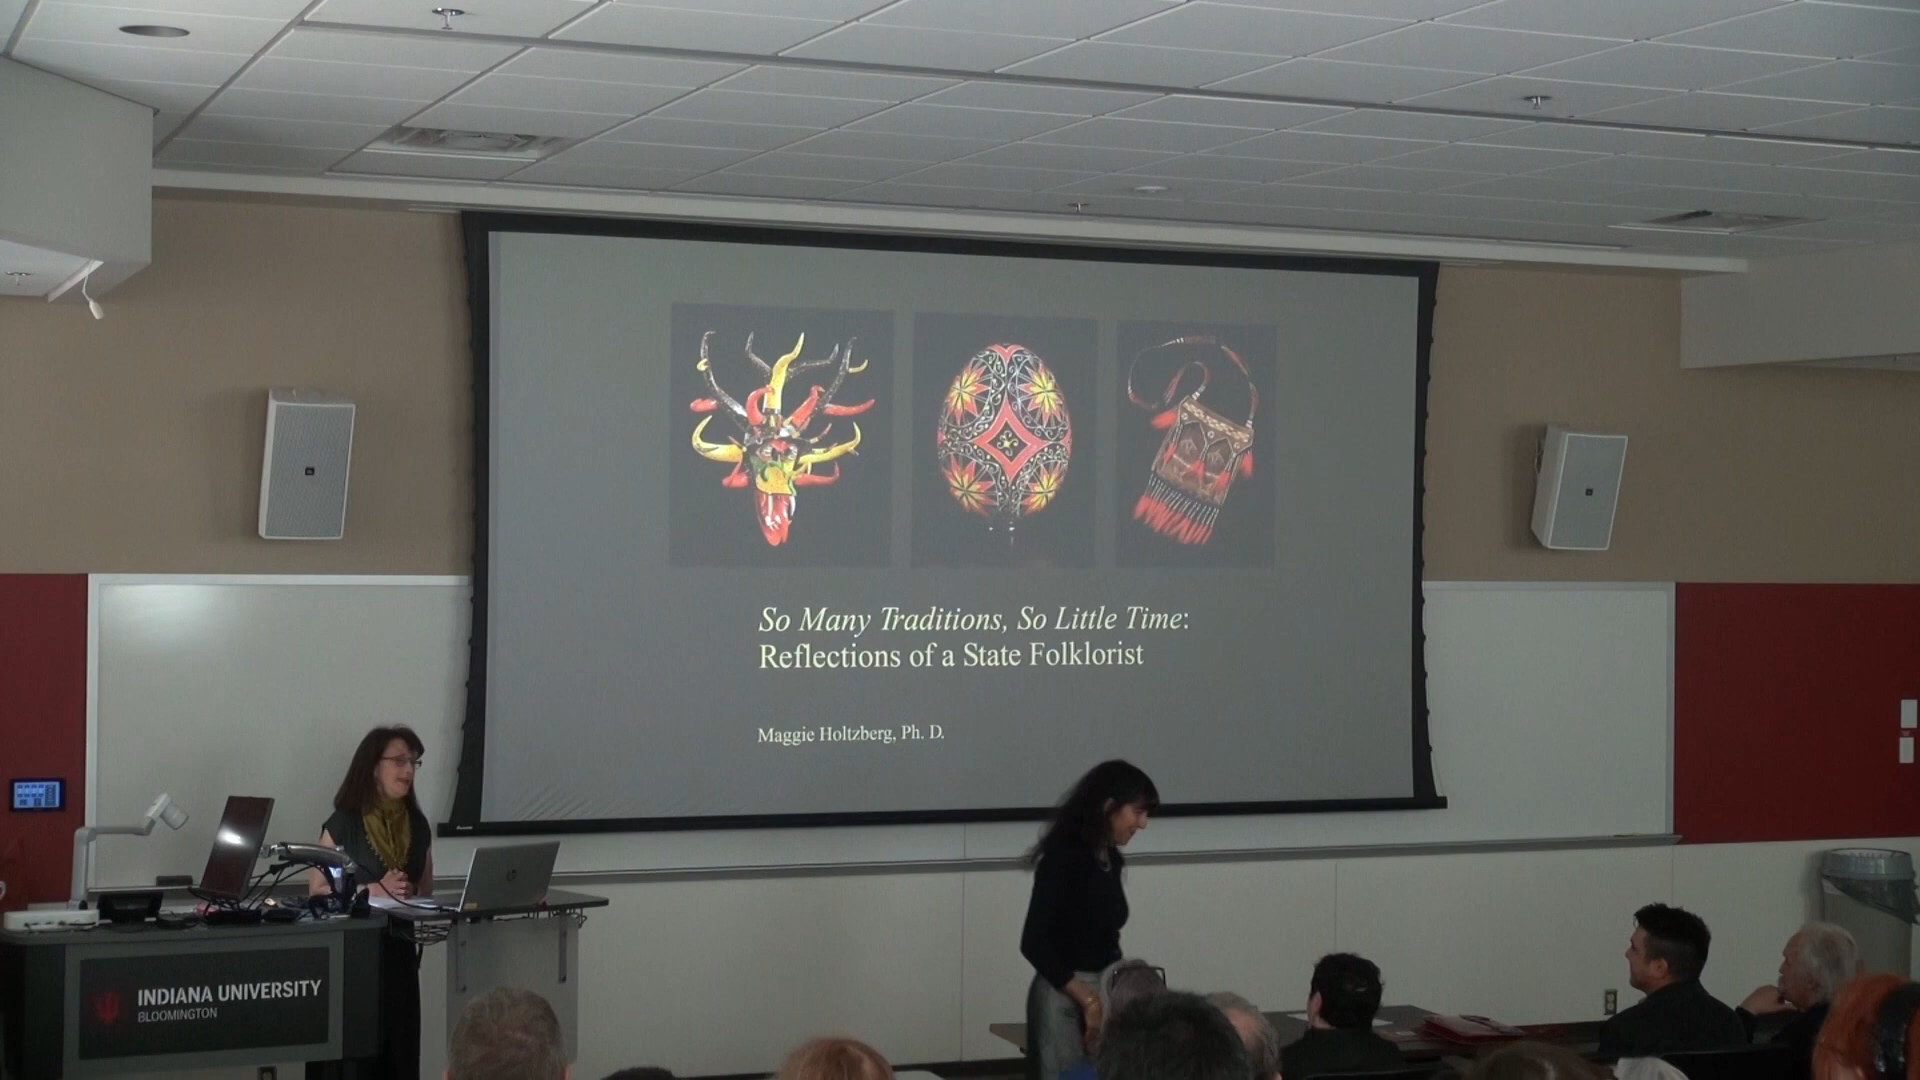 So Many Traditions, So Little Time:
Reflections of a State Folklorist
Maggie Holtzberg, Ph. D.
INDIANA UNIVERSITY
BLOOMINGTON